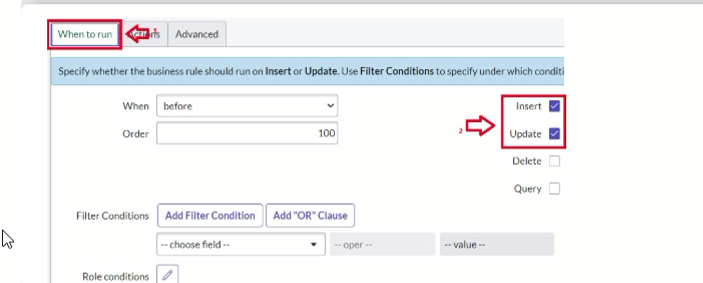 When to run 1 Actions Advanced
Specify whether the business rule should run on Insert or Update. Use Filter Conditions to specify under which conditi
When before Insert
Order 100 2 Update
Delete
Query
Filter Conditions Add Filter Condition Add "OR" Clause
-- choose field -- -- oper -- -- value --
Role conditions